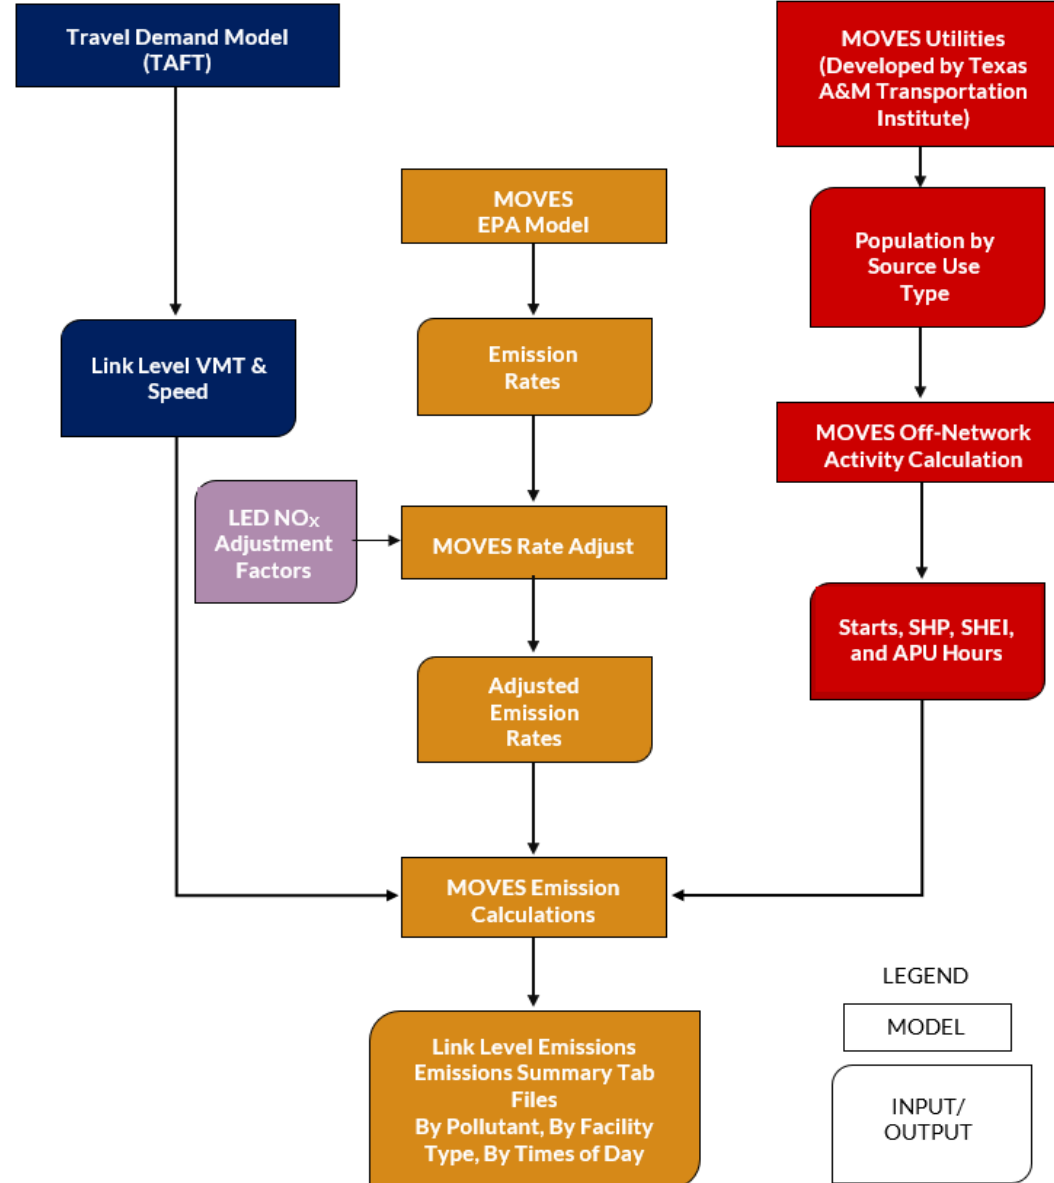 Travel Demand Model
(TAFT)
MOVES Utilities
(Developed by Texas
A&M Transportation
Institute)
MOVES
EPA Model
Population by
Source Use
Type
Link Level VMT &
Speed
Emission
Rates
MOVES Off-Network
Activity Calculation
LED NOx
Adjustment
Factors
MOVES Rate Adjust
Starts, SHP, SHEI,
and APU Hours
Adjusted
Emission
Rates
MOVES Emission
Calculations
Link Level Emissions
Emissions Summary Tab
Files
By Pollutant, By Facility
Type, By Times of Day
LEGEND
MODEL
INPUT/
OUTPUT